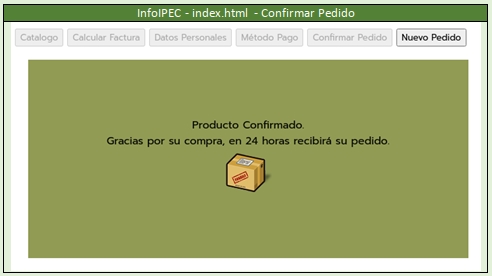 InfoIPEC - index.html - Confirmar Pedido
Catalogo Calcular Factura Datos Personales Método Pago Confirmar Pedido Nuevo Pedido
Producto Confirmado.
Gracias por su compra, en 24 horas recibirá su pedido.